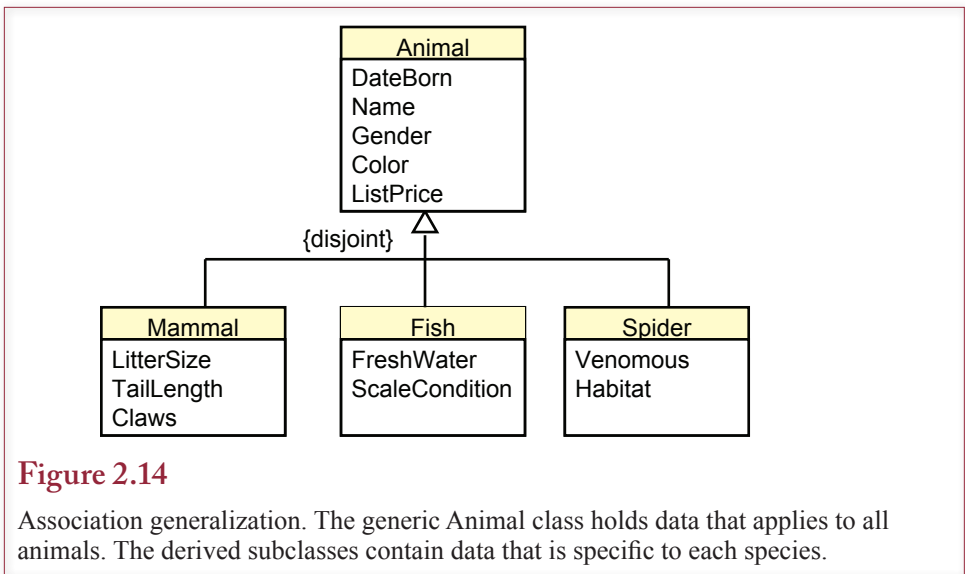 Animal
DateBorn
Name
Gender
Color
ListPrice
{disjoint}
Mammal
LitterSize
TailLength
Claws
Fish
FreshWater
ScaleCondition
Spider
Venomous
Habitat
Figure 2.14
Association generalization. The generic Animal class holds data that applies to all
animals. The derived subclasses contain data that is specific to each species.